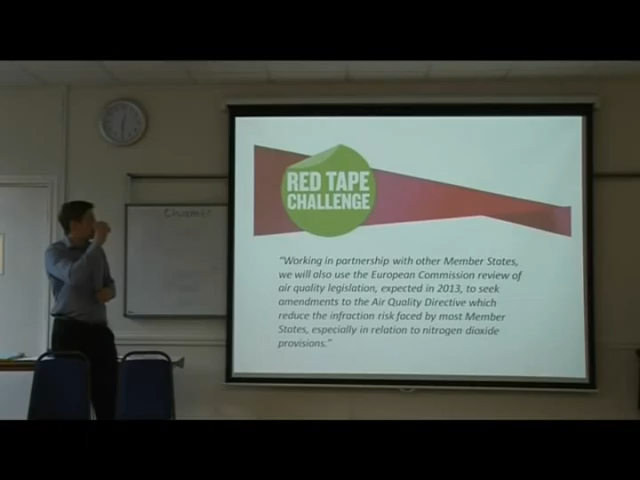 RED TAPE
CHALLENGE
“Working in partnership with other Member States,
we will also use the European Commission review of
air quality legislation, expected in 2013, to seek
amendments to the Air Quality Directive which
reduce the infraction risk faced by most Member
States, especially in relation to nitrogen dioxide
provisions.”